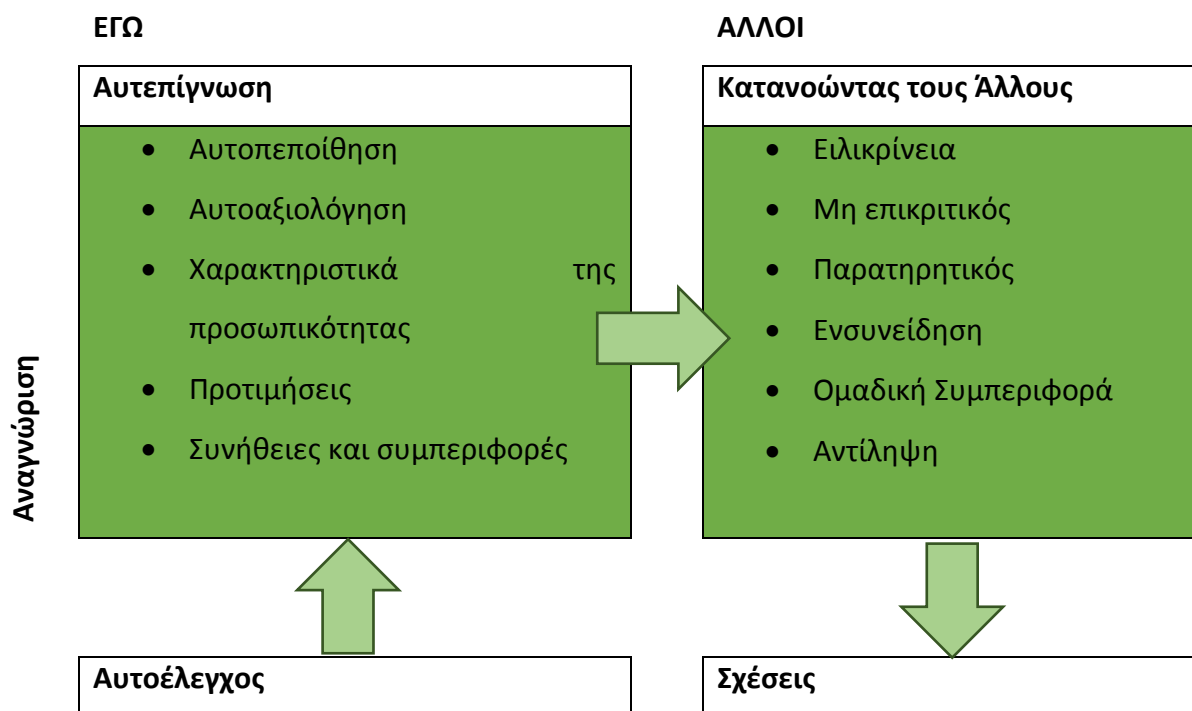 ΕΓΩ
ΑΛΛΟΙ
Αυτεπίγνωση
• Αυτοπεποίθηση
• Αυτοαξιολόγηση
• Χαρακτηριστικά της
προσωπικότητας
• Προτιμήσεις
• Συνήθειες και συμπεριφορές
Κατανοώντας τους Άλλους
• Ειλικρίνεια
• Μη επικριτικός
• Παρατηρητικός
• Ενσυνείδηση
• Ομαδική Συμπεριφορά
• Αντίληψη
Αναγνώριση
Αυτοέλεγχος
Σχέσεις